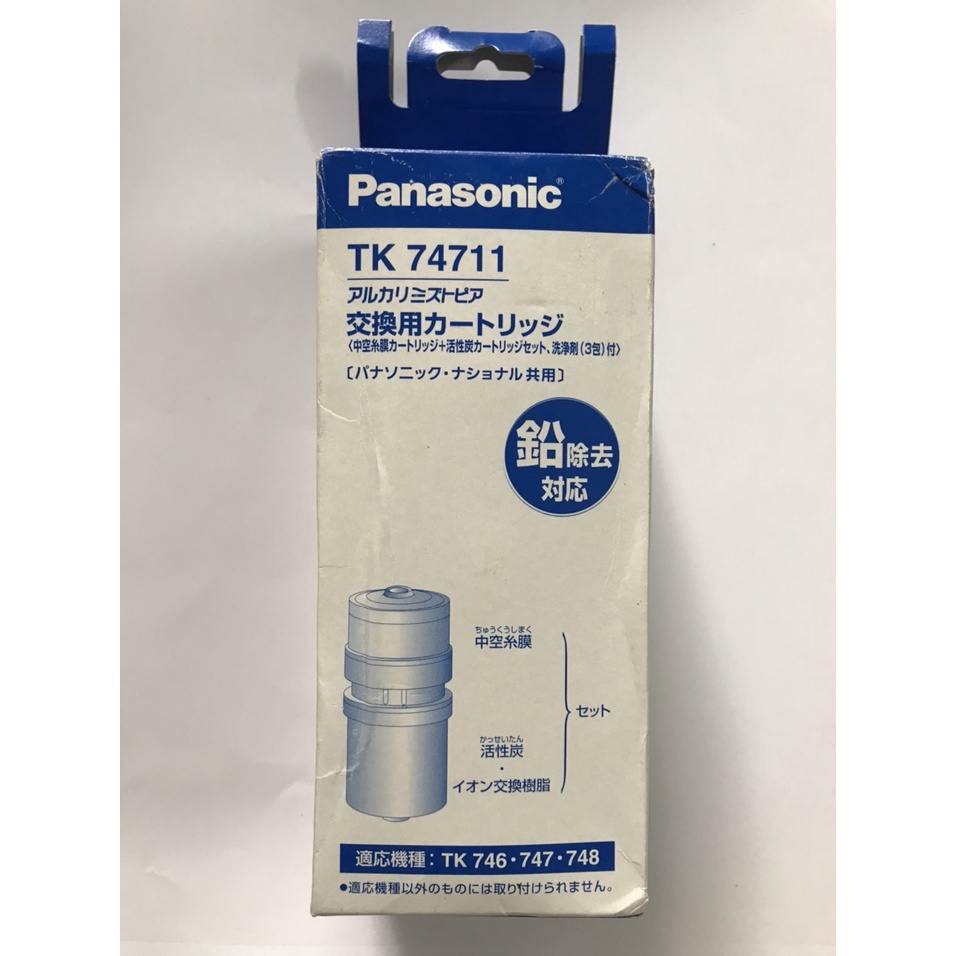 Panasonic®
TK 74711
アルカリミズトピア
交換用カートリッジ
〈中空糸膜カートリッジ+活性炭カートリッジセット、洗浄剤(3包)付〉
〔パナソニック・ナショナル共用〕
鉛除去
対応
ちゅうくうしまく
中空糸膜
セット
かっせいたん
活性炭
・
イオン交換樹脂
適応機種:TK 746・747・748
●適応機種以外のものには取り付けられません。